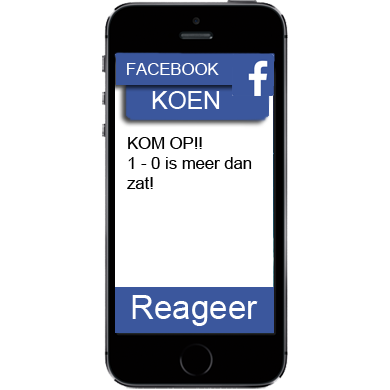 FACEBOOK
KOEN
KOM OP!!
1 - 0 is meer dan
zat!
Reageer